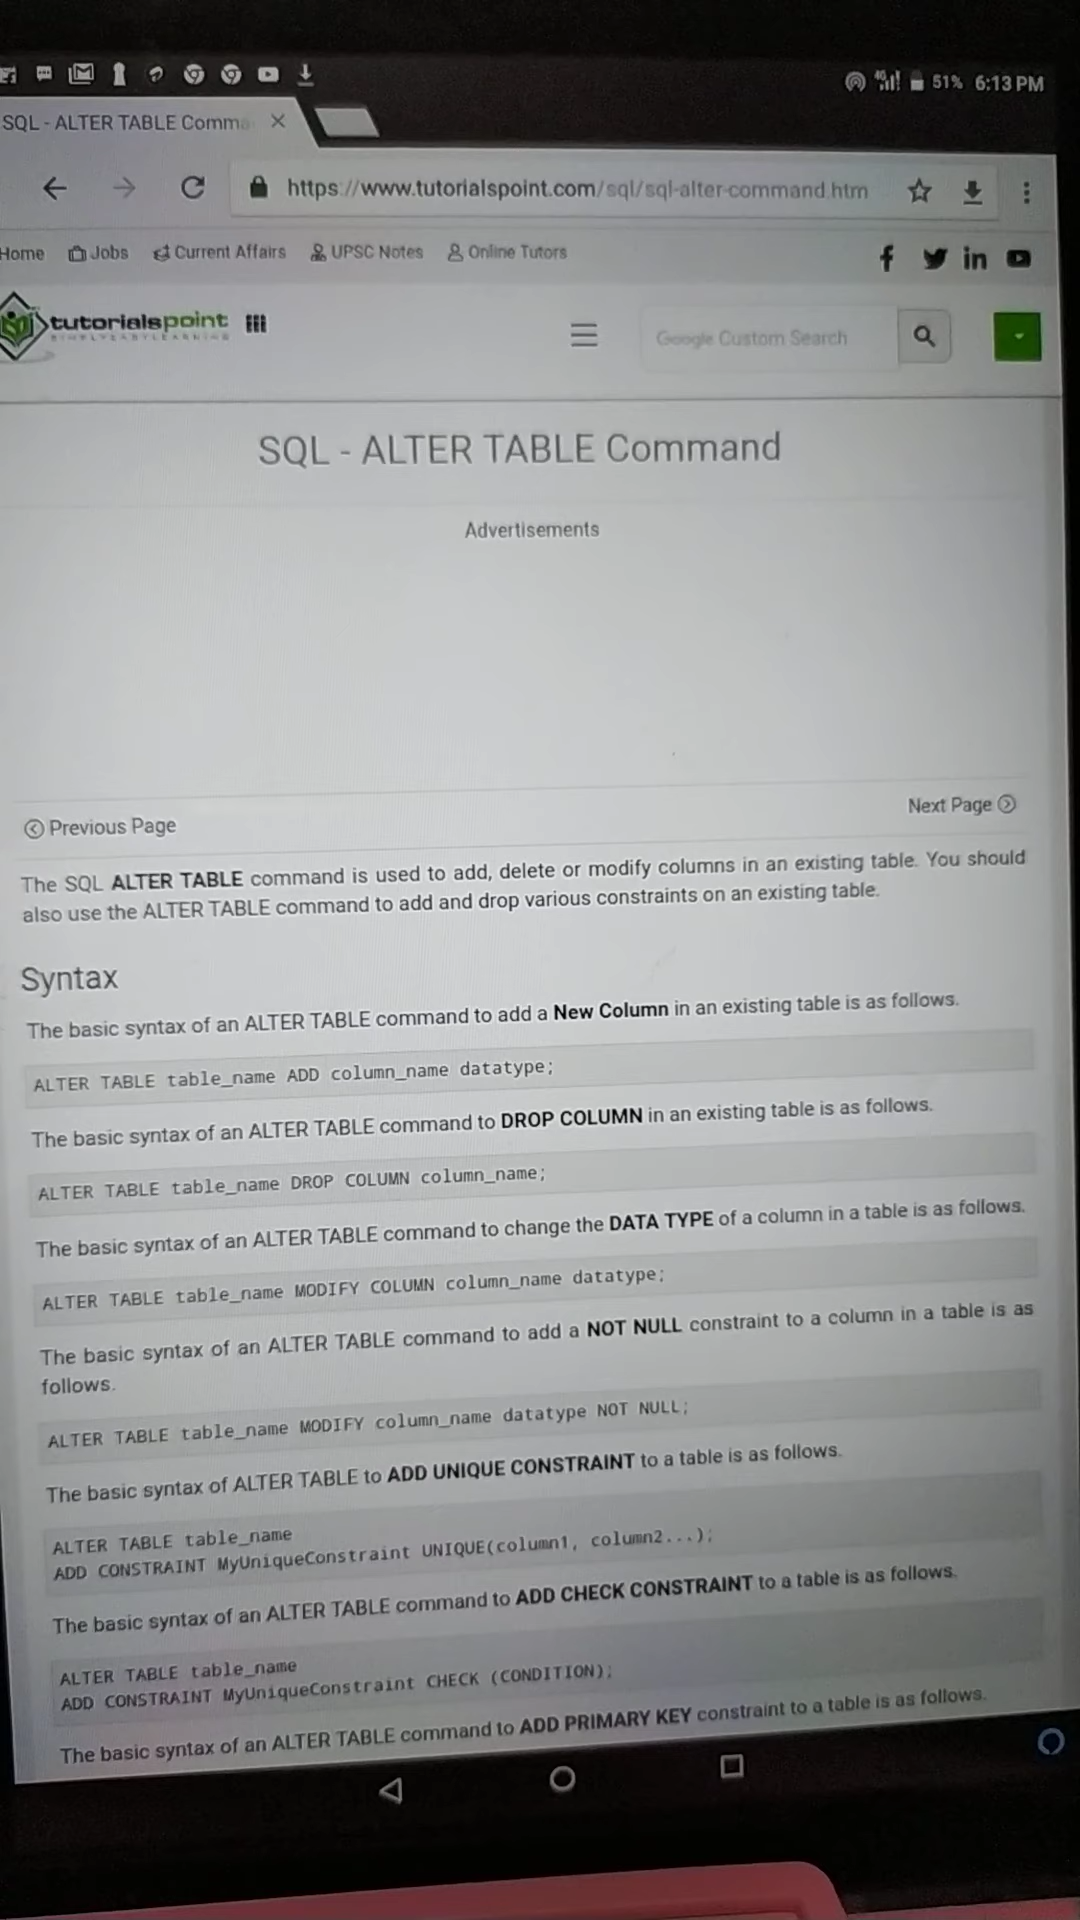 51% 6:13 PM
SQL - ALTER TABLE Comma
https://www.tutorialspoint.com/sql/sql-alter-command.htm
Home Jobs Current Affairs UPSC Notes Online Tutors
tutorialspoint
SIMPLYEASYLEARNING
Google Custom Search
SQL - ALTER TABLE Command
Advertisements
Previous Page
Next Page
The SQL ALTER TABLE command is used to add, delete or modify columns in an existing table. You should
also use the ALTER TABLE command to add and drop various constraints on an existing table.
Syntax
The basic syntax of an ALTER TABLE command to add a New Column in an existing table is as follows.
ALTER TABLE table_name ADD column_name datatype;
The basic syntax of an ALTER TABLE command to DROP COLUMN in an existing table is as follows.
ALTER TABLE table_name DROP COLUMN column_name;
The basic syntax of an ALTER TABLE command to change the DATA TYPE of a column in a table is as follows.
ALTER TABLE table_name MODIFY COLUMN column_name datatype;
The basic syntax of an ALTER TABLE command to add a NOT NULL constraint to a column in a table is as
follows.
ALTER TABLE table_name MODIFY column_name datatype NOT NULL;
The basic syntax of ALTER TABLE to ADD UNIQUE CONSTRAINT to a table is as follows.
ALTER TABLE table_name
ADD CONSTRAINT MyUniqueConstraint UNIQUE(column1, column2...);
The basic syntax of an ALTER TABLE command to ADD CHECK CONSTRAINT to a table is as follows.
ALTER TABLE table_name
ADD CONSTRAINT MyUniqueConstraint CHECK (CONDITION);
The basic syntax of an ALTER TABLE command to ADD PRIMARY KEY constraint to a table is as follows.